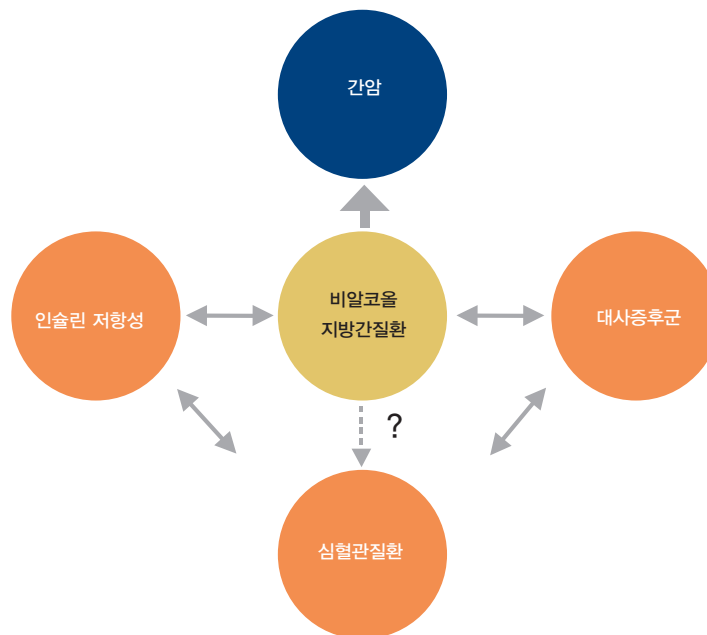 간암
인슐린 저항성
비알코올
지방간질환
대사증후군
?
심혈관질환